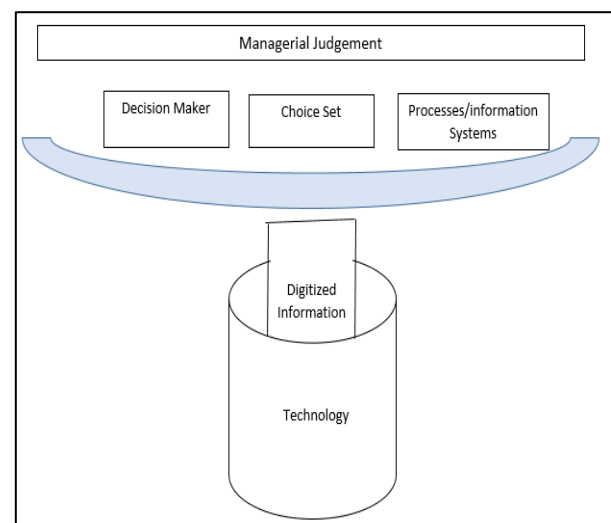 Managerial Judgement
Decision Maker
Choice Set
Processes/information
Systems
Digitized
Information
Technology